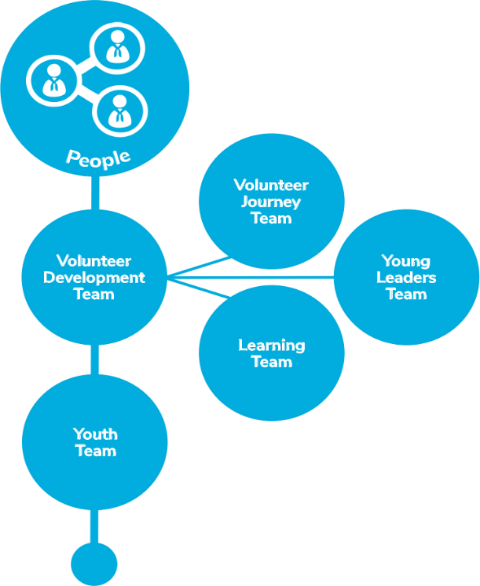 People
Volunteer
Journey
Team
Volunteer
Development
Team
Young
Leaders
Team
Learning
Team
Youth
Team